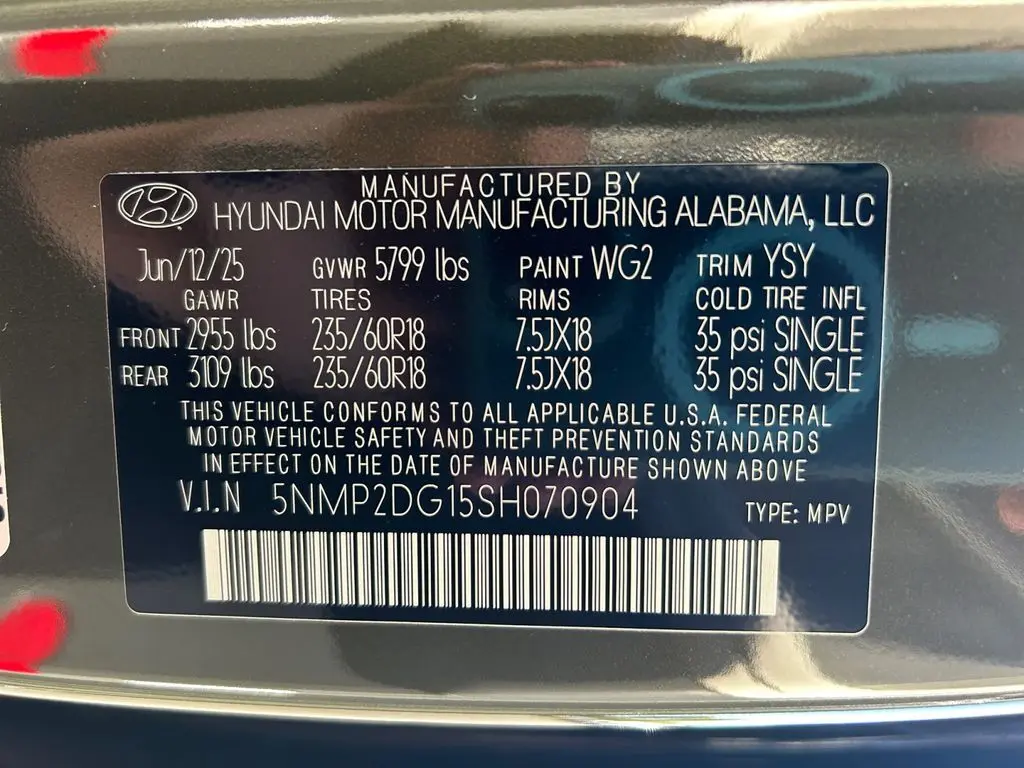 MANUFACTURED BY
HYUNDAI MOTOR MANUFACTURING ALABAMA, LLC
Jun/12/25 GVWR 5799 lbs PAINT WG2 TRIM YSY
GAWR TIRES RIMS COLD TIRE INFL
FRONT 2955 lbs 235/60R18 7.5JX18 35 psi SINGLE
REAR 3109 lbs 235/60R18 7.5JX18 35 psi SINGLE
THIS VEHICLE CONFORMS TO ALL APPLICABLE U.S.A. FEDERAL
MOTOR VEHICLE SAFETY AND THEFT PREVENTION STANDARDS
IN EFFECT ON THE DATE OF MANUFACTURE SHOWN ABOVE
V.I.N 5NMP2DG15SH070904 TYPE: MPV